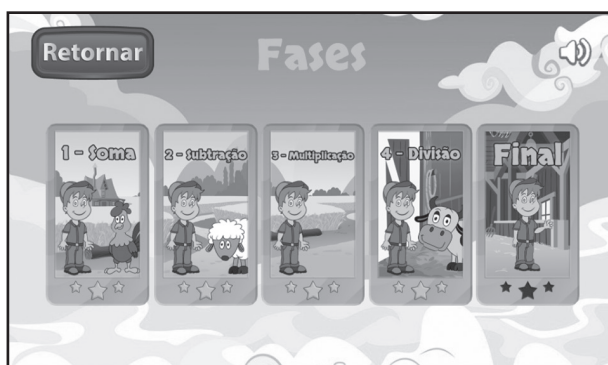 Retornar
Fases
1 - Soma
2 - Subtração
3 - Multiplicação
4 - Divisão
Final